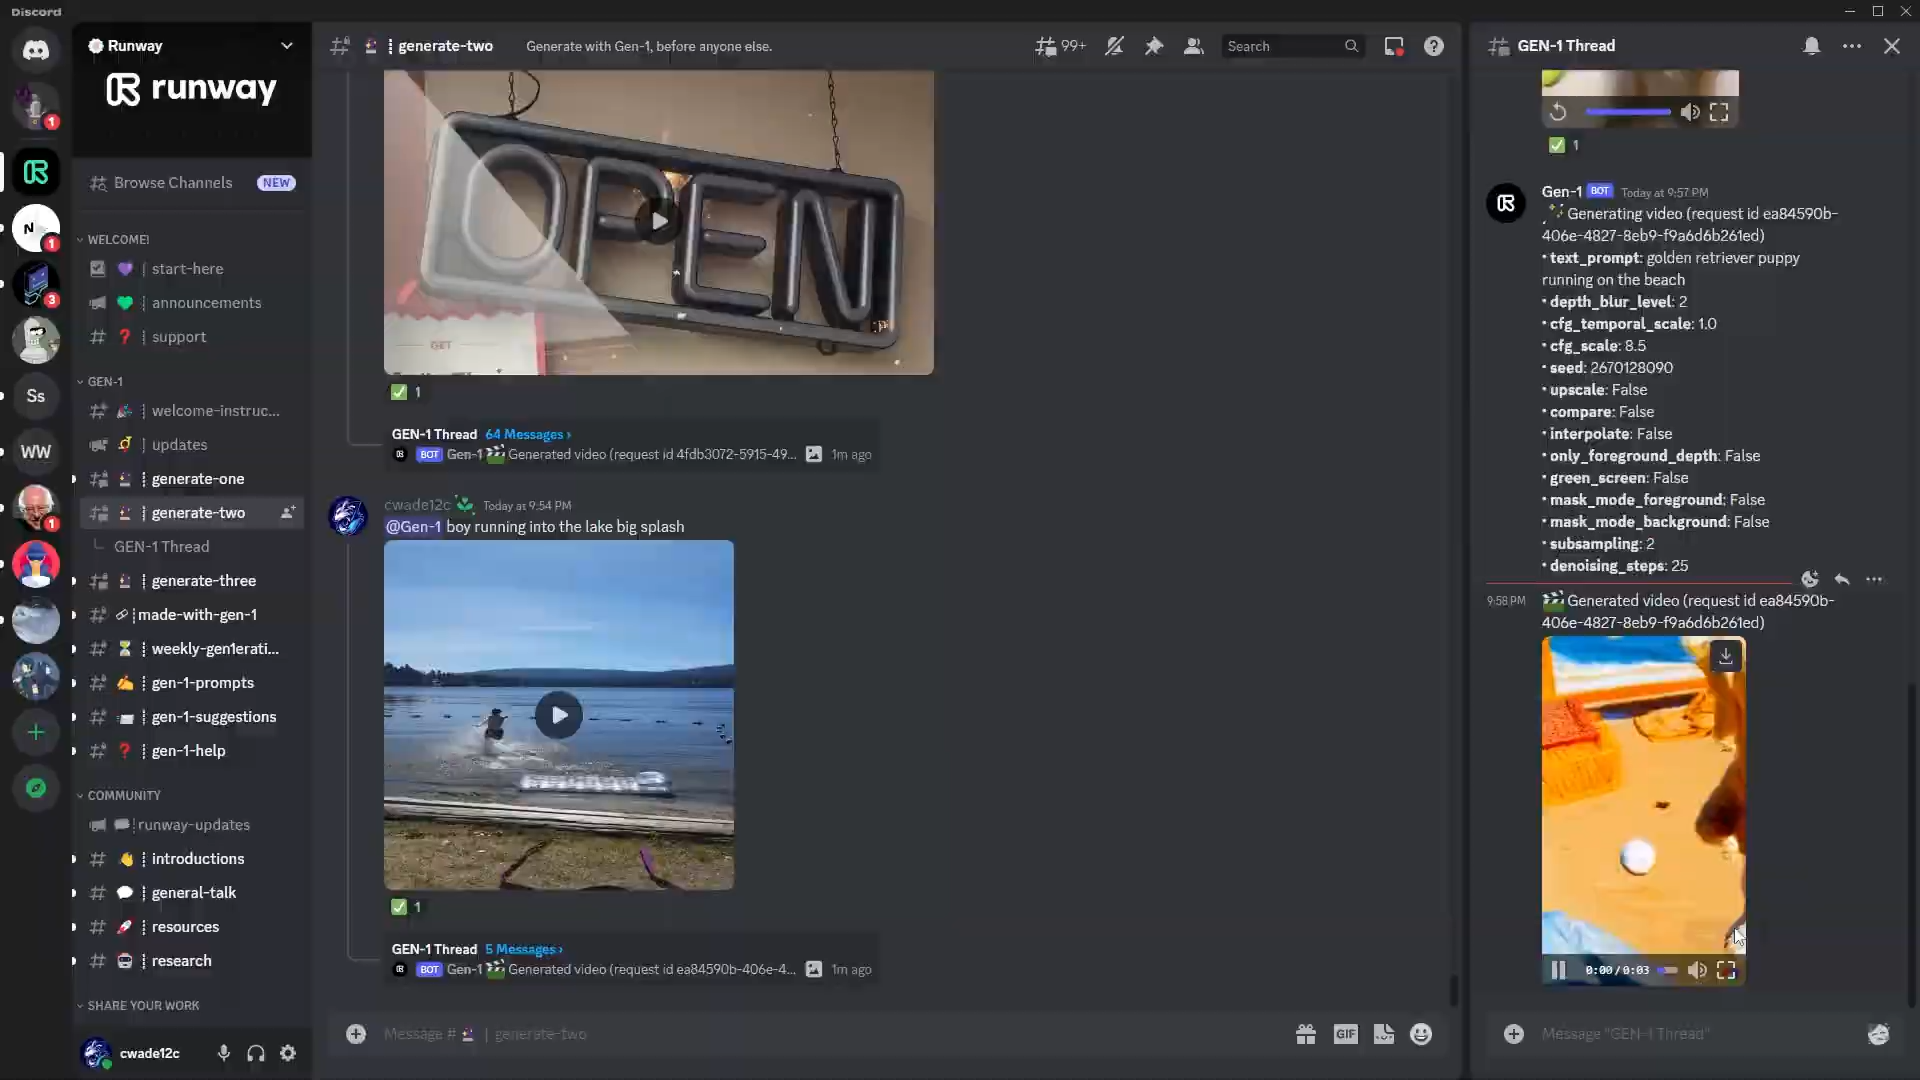 Discord
Runway
runway
Browse Channels
NEW
WELCOME!
start-here
announcements
support
GEN-1
welcome-instruc...
updates
generate-one
generate-two
GEN-1 Thread
generate-three
made-with-gen-1
weekly-gen1erati...
gen-1-prompts
gen-1-suggestions
gen-1-help
COMMUNITY
runway-updates
introductions
general-talk
resources
research
SHARE YOUR WORK
cwade12c
1
N
1
3
Ss
WW
1
generate-two
Generate with Gen-1, before anyone else.
99+
Search
OPEN
GET
1
GEN-1 Thread 64 Messages ›
BOT Gen-1 Generated video (request id 4fdb3072-5915-49... 1m ago
cwade12c Today at 9:54 PM
@Gen-1 boy running into the lake big splash
1
GEN-1 Thread 5 Messages ›
BOT Gen-1 Generated video (request id ea84590b-406e-4... 1m ago
Message # | generate-two
GIF
GEN-1 Thread
1
Gen-1 BOT Today at 9:57 PM
Generating video (request id ea84590b-
406e-4827-8eb9-f9a6d6b261ed)
• text_prompt: golden retriever puppy
running on the beach
• depth_blur_level: 2
• cfg_temporal_scale: 1.0
• cfg_scale: 8.5
• seed: 2670128090
• upscale: False
• compare: False
• interpolate: False
• only_foreground_depth: False
• green_screen: False
• mask_mode_foreground: False
• mask_mode_background: False
• subsampling: 2
• denoising_steps: 25
9:58 PM Generated video (request id ea84590b-
406e-4827-8eb9-f9a6d6b261ed)
0:00/0:03
Message "GEN-1 Thread"